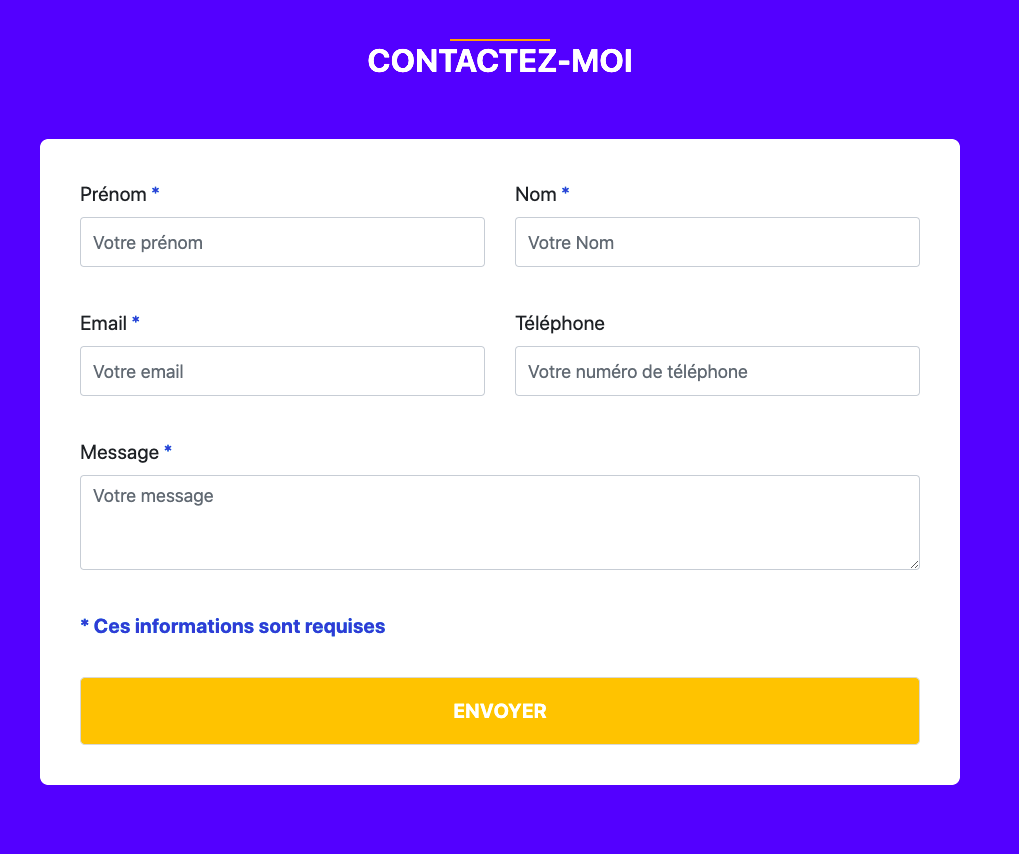 CONTACTEZ-MOI
Prénom * Nom *
Votre prénom Votre Nom
Email * Téléphone
Votre email Votre numéro de téléphone
Message *
Votre message
* Ces informations sont requises
ENVOYER